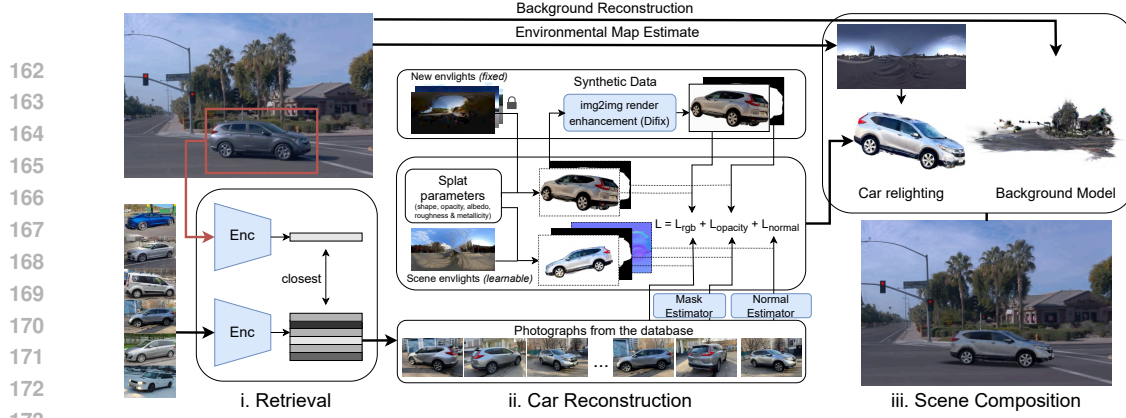 Background Reconstruction
Environmental Map Estimate
162
163
164
165
166
167
168
169
170
171
172
New envlights (fixed)
Synthetic Data
img2img render
enhancement (Difix)
Splat
parameters
(shape, opacity, albedo,
roughness & metallicity)
L = Lrgb + Lopacity + Lnormal
Scene envlights (learnable)
Mask
Estimator
Normal
Estimator
Enc
closest
Enc
Photographs from the database
...
Car relighting
Background Model
i. Retrieval
ii. Car Reconstruction
iii. Scene Composition